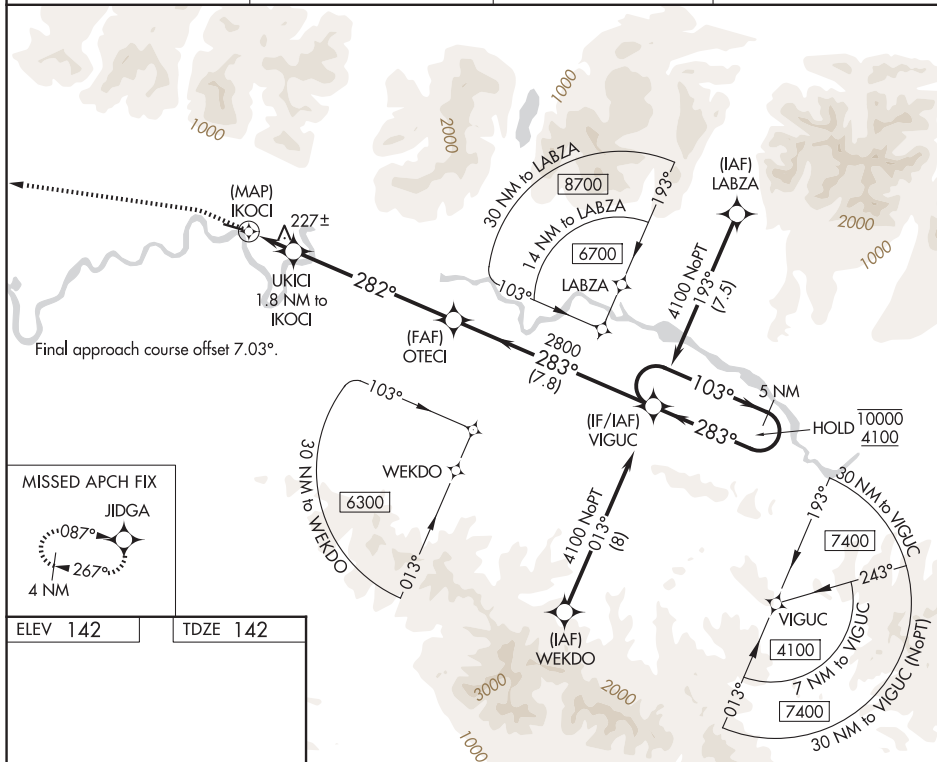 1000
2000
1000
2000
1000
(MAP)
IKOCI
227±
UKICI
1.8 NM to
IKOCI
282°
(FAF)
OTECI
Final approach course offset 7.03°.
30 NM to LABZA
8700
193°
14 NM to LABZA
6700
LABZA
103°
(IAF)
LABZA
4100 NoPT
193°
(7.5)
2800
283°
(7.8)
(IF/IAF)
VIGUC
103°
5 NM
283°
HOLD
10000
4100
103°
WEKDO
30 NM to WEKDO
6300
013°
4100 NoPT
013°
(8)
(IAF)
WEKDO
3000
2000
1000
30 NM to VIGUC
193°
7400
243°
VIGUC
4100
7 NM to VIGUC
013°
7400
30 NM to VIGUC (NoPT)
MISSED APCH FIX
JIDGA
087°
267°
4 NM
ELEV 142
TDZE 142